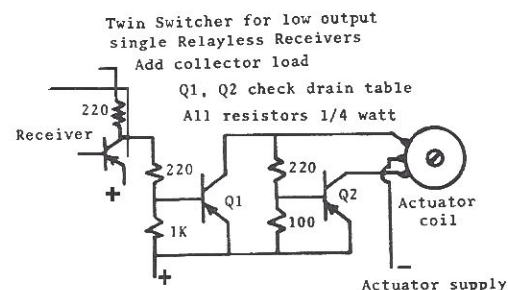 Twin Switcher for low output
single Relayless Receivers
Add collector load
Q1, Q2 check drain table
All resistors 1/4 watt
220
Receiver
+
220
Q1
1K
+
220
100
Q2
Actuator
coil
−
Actuator supply